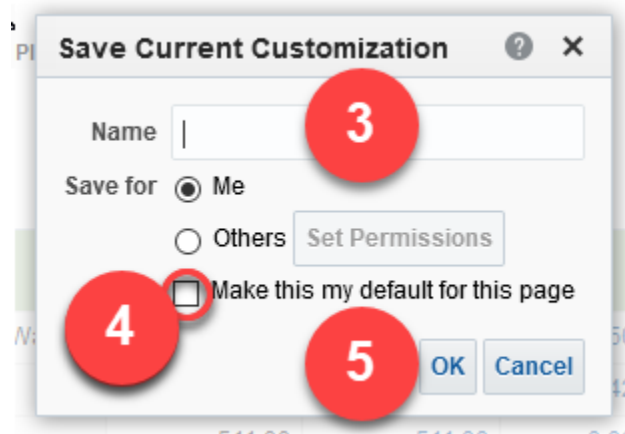 Pl
Save Current Customization ? ×
3
Name
Save for Me
Others Set Permissions
Make this my default for this page
4
5
OK Cancel